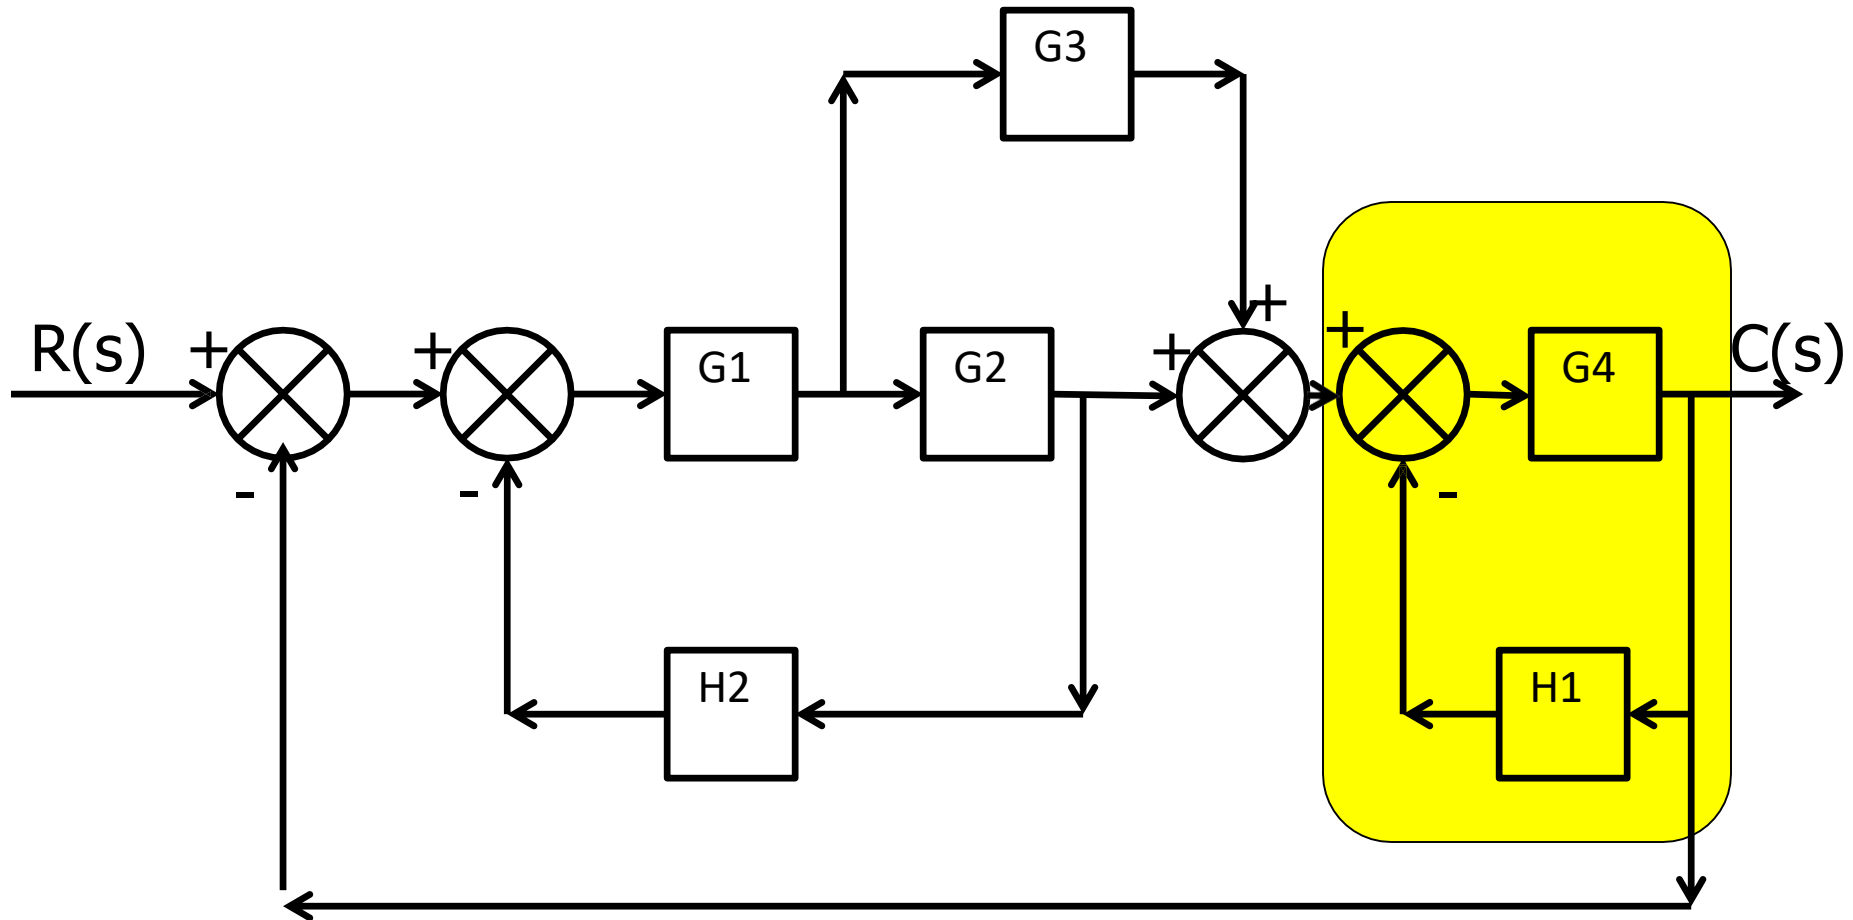 G3
R(s)
+
+
G1
G2
+
+
+
G4
C(s)
-
-
-
H2
H1